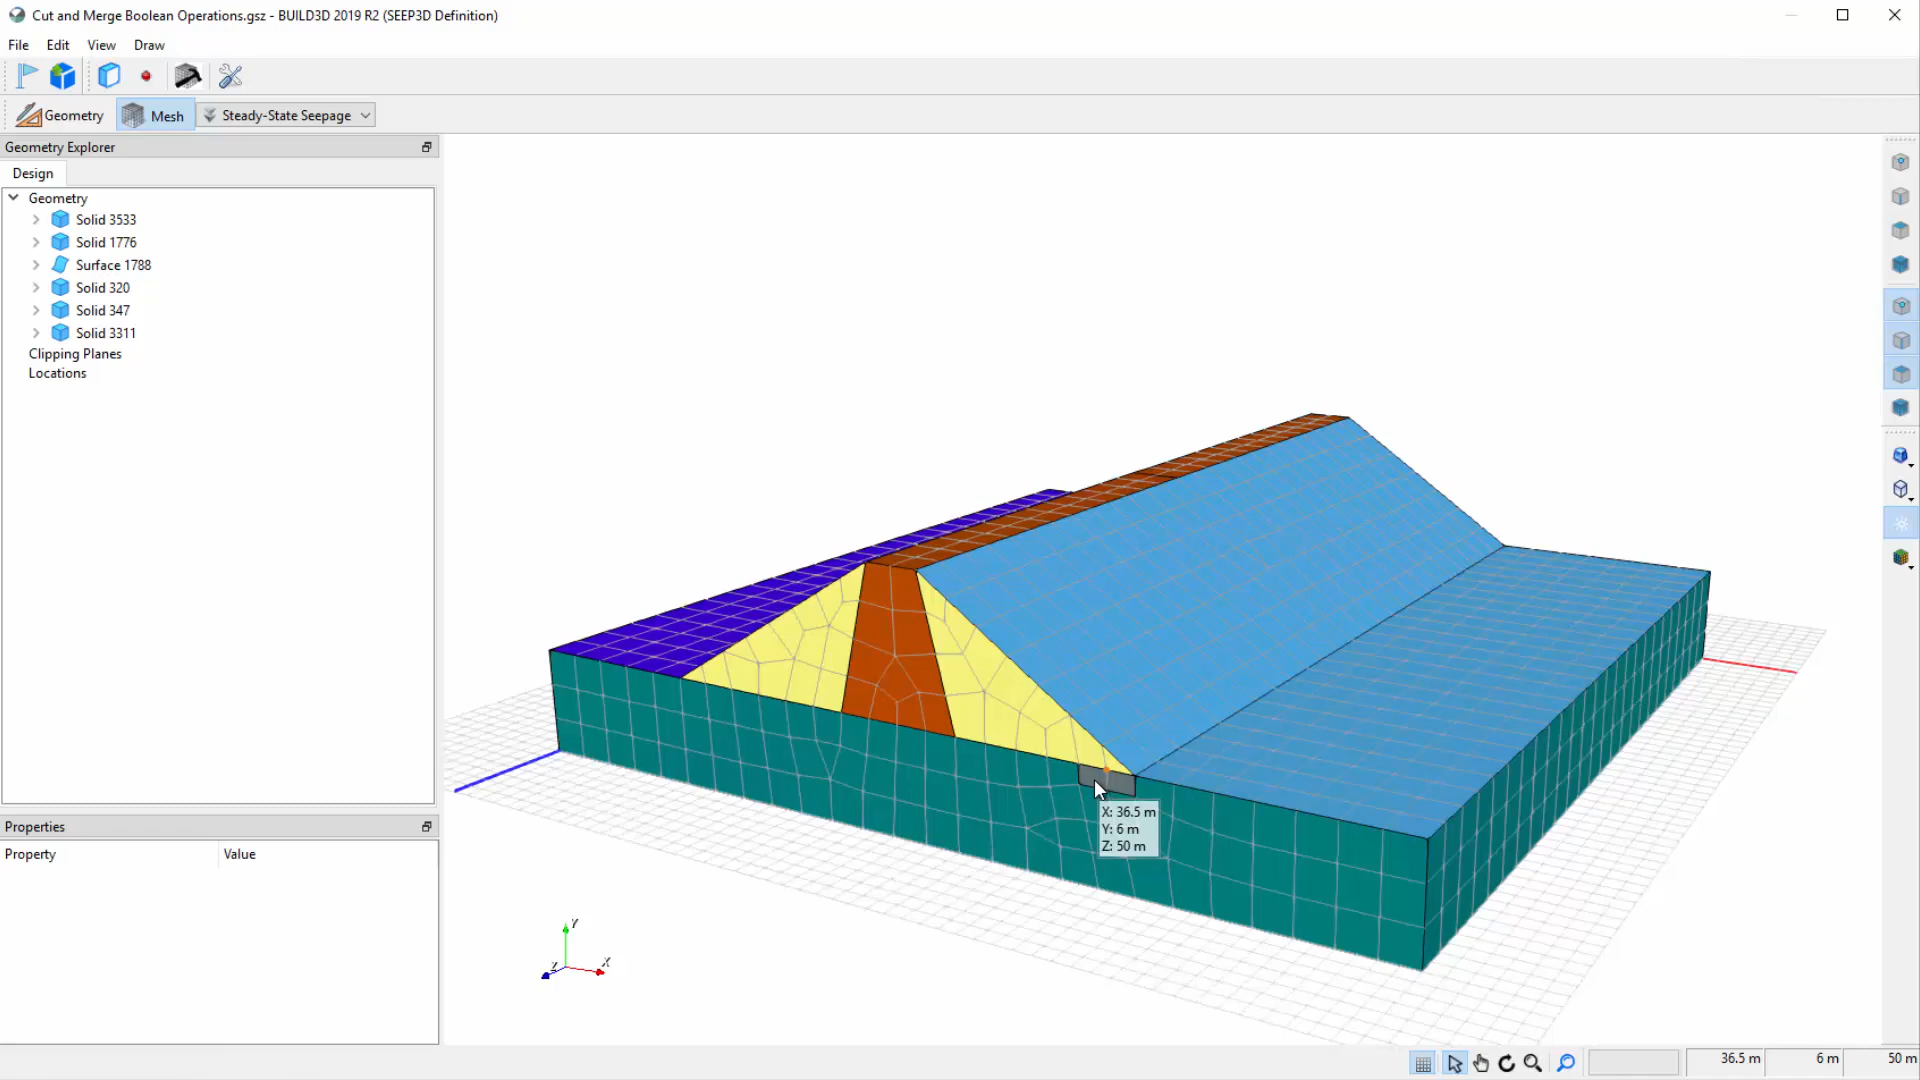 Cut and Merge Boolean Operations.gsz - BUILD3D 2019 R2 (SEEP3D Definition)
File Edit View Draw
Geometry Mesh Steady-State Seepage
Geometry Explorer
Design
Geometry
Solid 3533
Solid 1776
Surface 1788
Solid 320
Solid 347
Solid 3311
Clipping Planes
Locations
Properties
Property Value
X: 36.5 m
Y: 6 m
Z: 50 m
Y
Z X
36.5 m 6 m 50 m